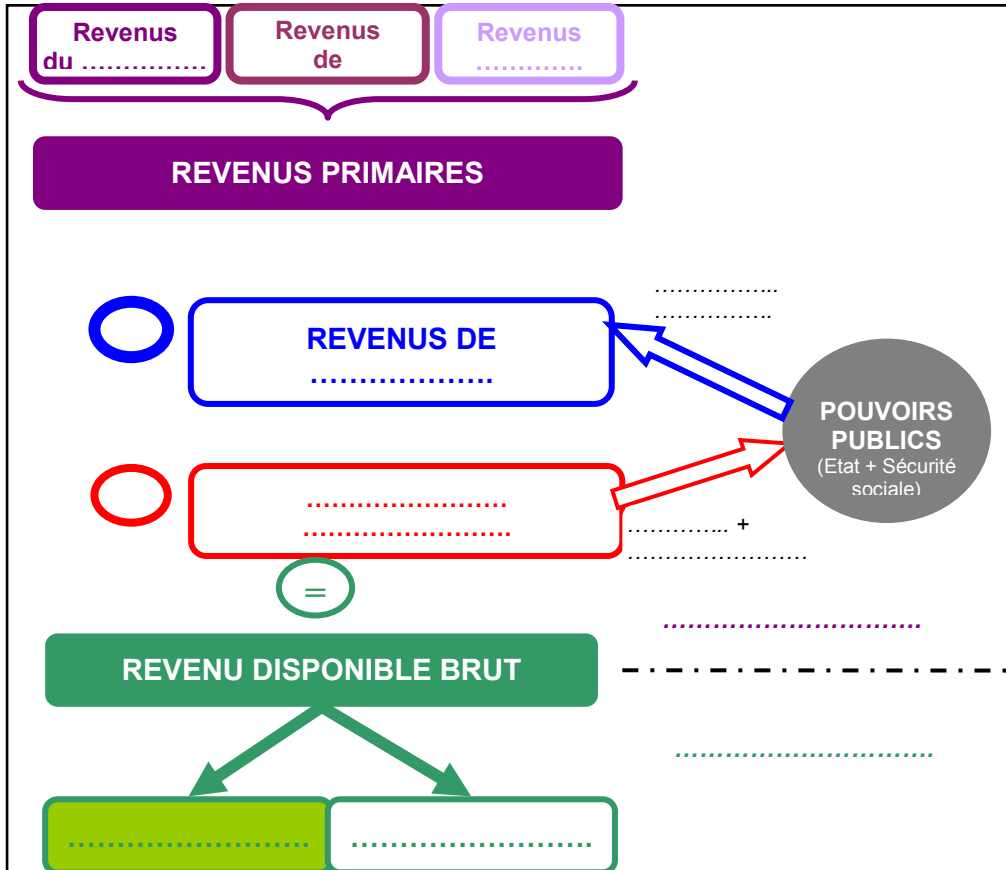 Revenus
du ……………
Revenus
de
Revenus
………….
REVENUS PRIMAIRES
……………..
…………….
REVENUS DE
……………….
POUVOIRS
PUBLICS
(Etat + Sécurité
sociale)
……………………
…………………….
………….. +
……………………
=
………………………….
REVENU DISPONIBLE BRUT
………………………….
……………………….
……………………….